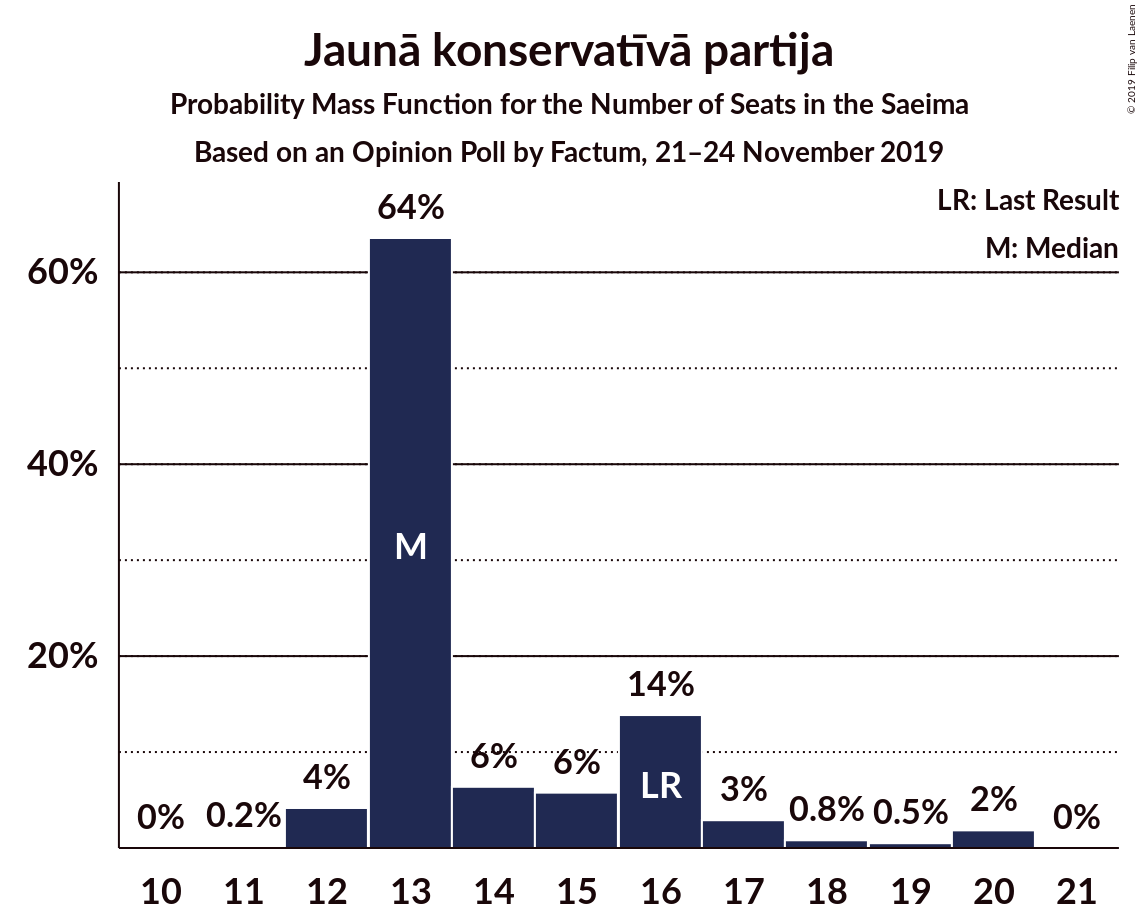 Jaunā konservatīvā partija
Probability Mass Function for the Number of Seats in the Saeima
Based on an Opinion Poll by Factum, 21–24 November 2019
© 2019 Filip van Laenen
LR: Last Result
M: Median
60%
40%
20%
0%
0.2%
4%
64%
M
6%
6%
14%
LR
3%
0.8%
0.5%
2%
0%
10 11 12 13 14 15 16 17 18 19 20 21